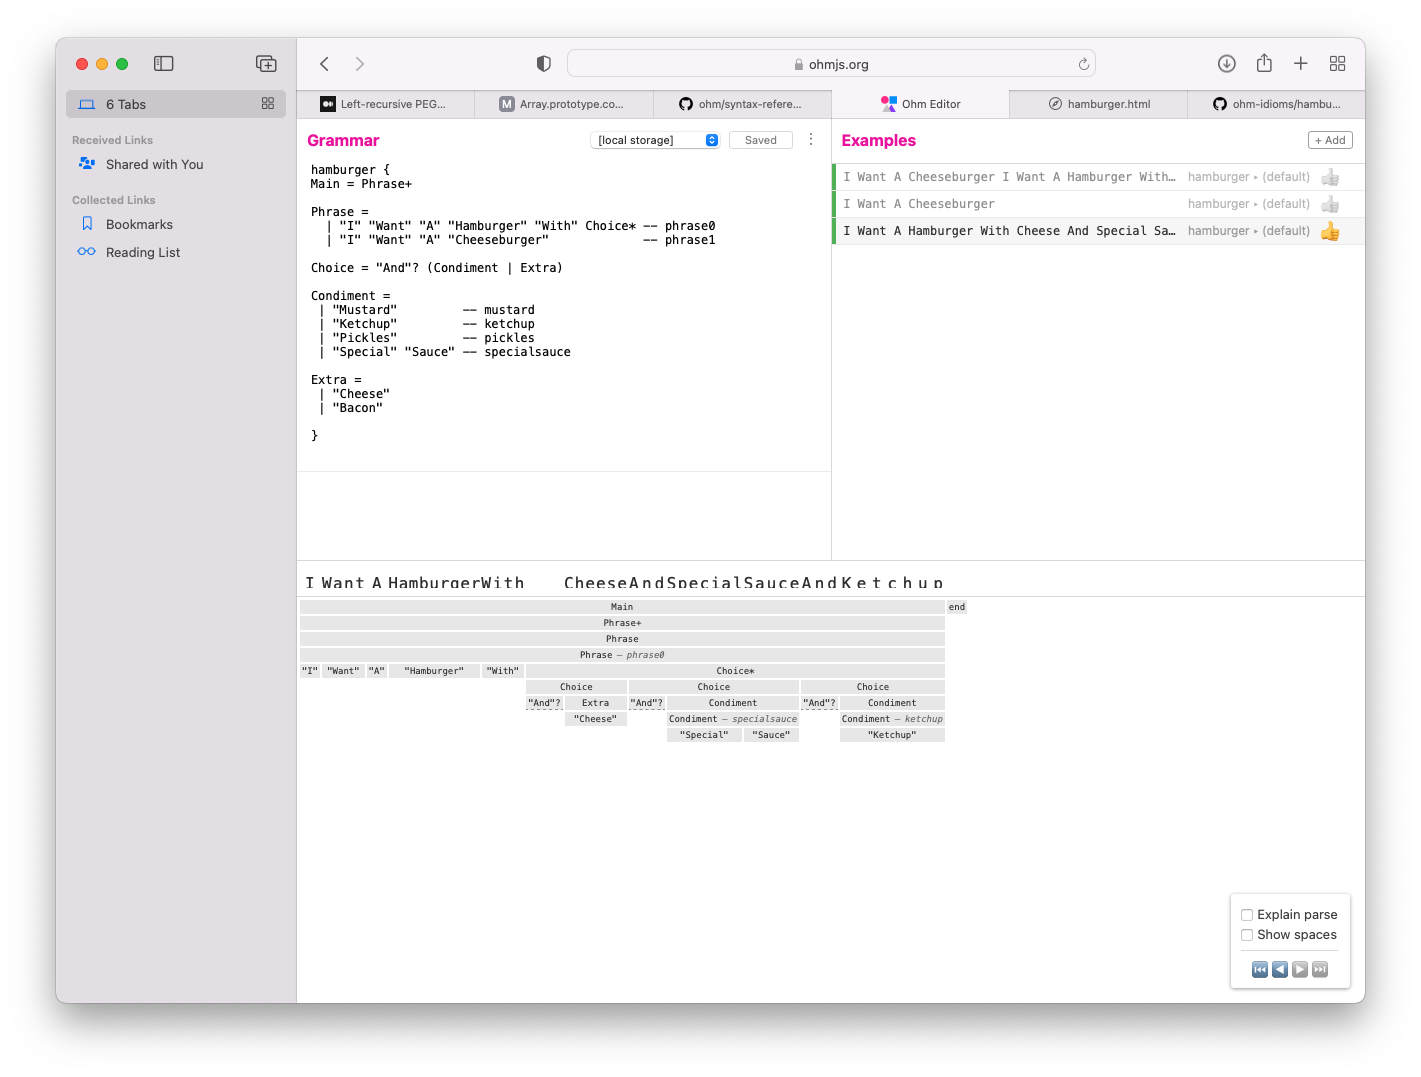 ohmjs.org
6 Tabs
Left-recursive PEG...
M Array.prototype.co...
ohm/syntax-refere...
Ohm Editor
hamburger.html
ohm-idioms/hambu...
Received Links
Shared with You
Collected Links
Bookmarks
Reading List
Grammar
[local storage]
Saved
hamburger {
Main = Phrase+
Phrase =
| "I" "Want" "A" "Hamburger" "With" Choice* -- phrase0
| "I" "Want" "A" "Cheeseburger" -- phrase1
Choice = "And"? (Condiment | Extra)
Condiment =
| "Mustard" -- mustard
| "Ketchup" -- ketchup
| "Pickles" -- pickles
| "Special" "Sauce" -- specialsauce
Extra =
| "Cheese"
| "Bacon"
}
Examples
+ Add
I Want A Cheeseburger I Want A Hamburger With… hamburger ▸ (default)
I Want A Cheeseburger hamburger ▸ (default)
I Want A Hamburger With Cheese And Special Sa… hamburger ▸ (default)
I Want A HamburgerWith CheeseAndSpecialSauceAndKetchup
Main end
Phrase+
Phrase
Phrase – phrase0
"I" "Want" "A" "Hamburger" "With" Choice*
Choice Choice Choice
"And"? Extra "And"? Condiment "And"? Condiment
"Cheese" Condiment – specialsauce Condiment – ketchup
"Special" "Sauce" "Ketchup"
Explain parse
Show spaces